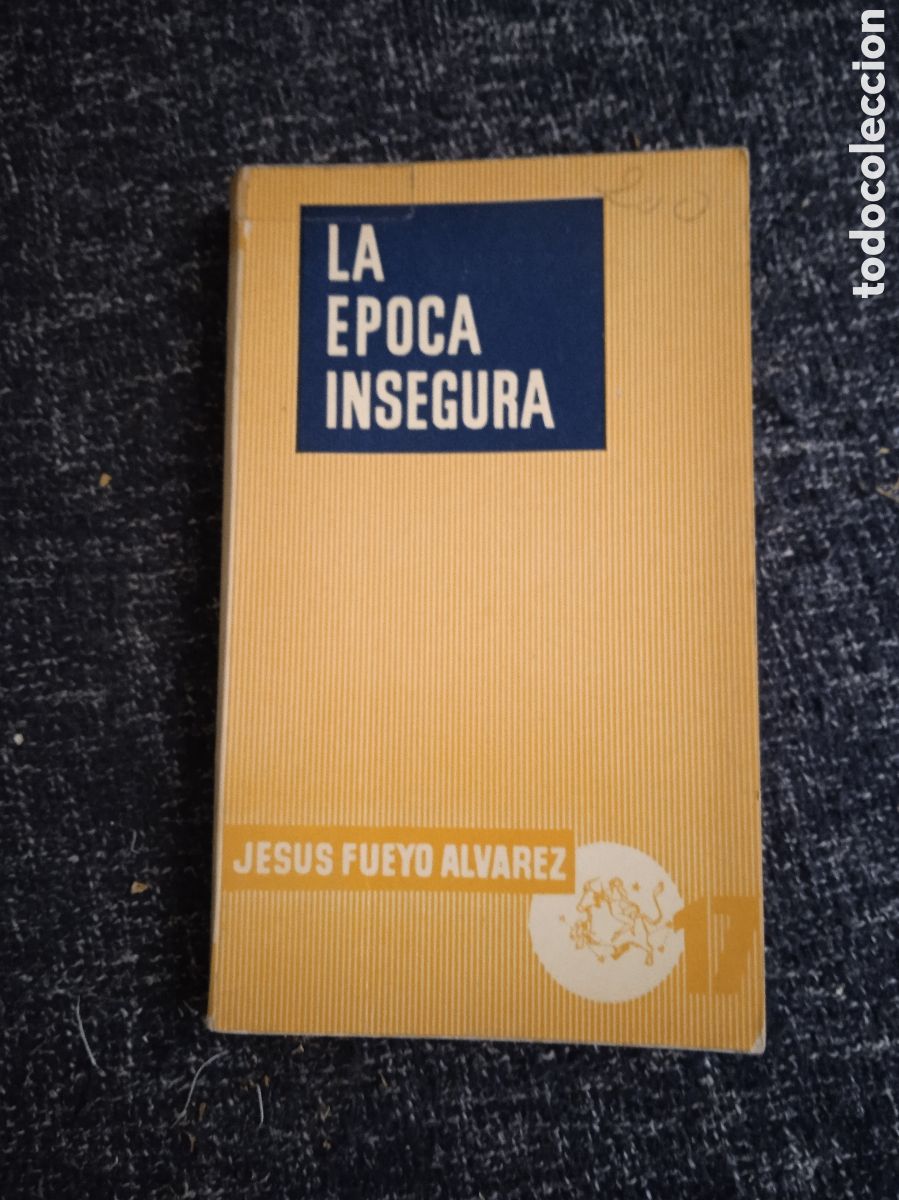 LA
EPOCA
INSEGURA
JESUS FUEYO ALVAREZ
17
todocoleccion